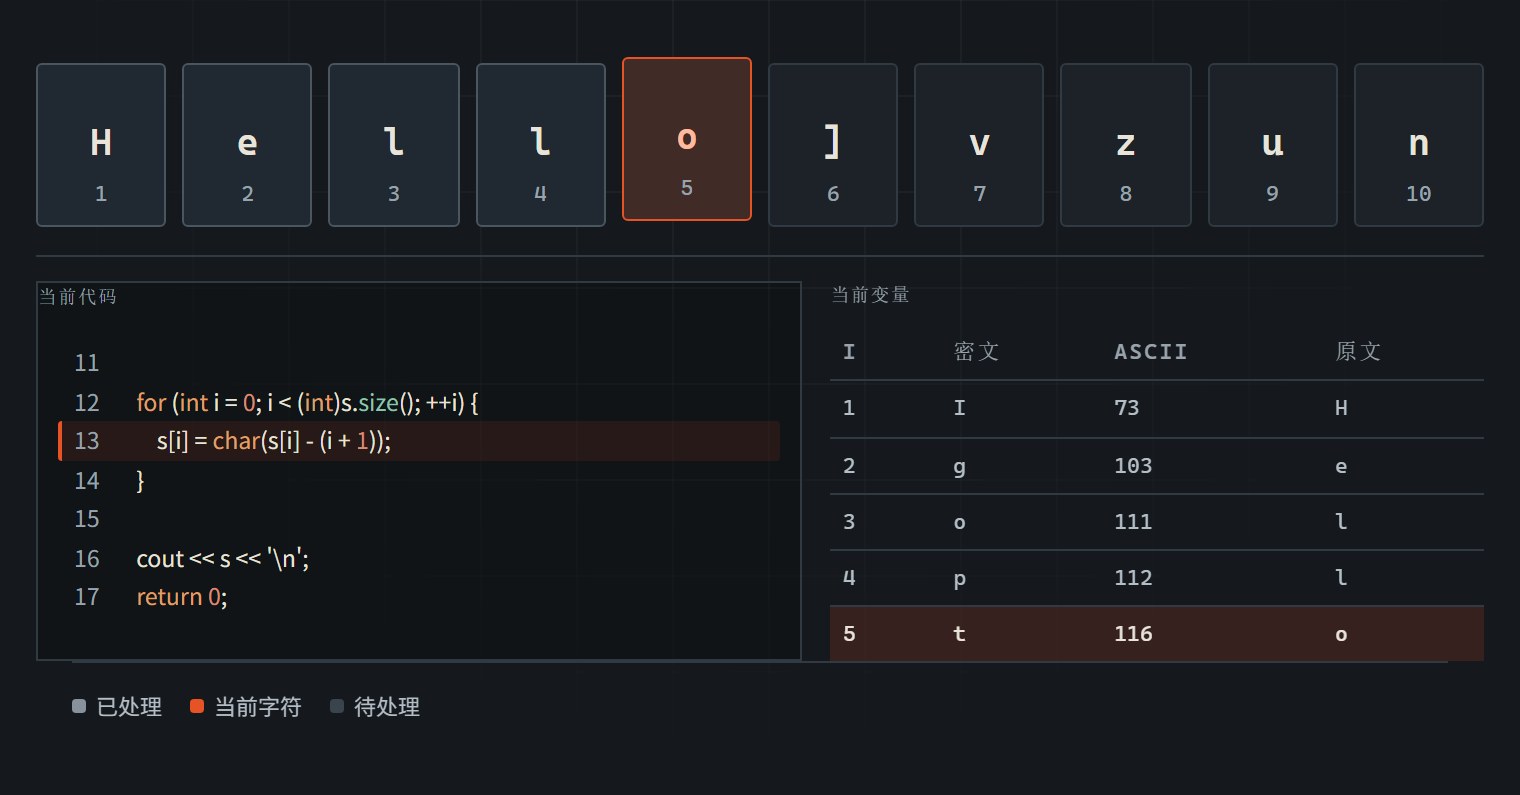 H e l l o ] v z u n
1 2 3 4 5 6 7 8 9 10
当前代码
11
12 for (int i = 0; i < (int)s.size(); ++i) {
13 s[i] = char(s[i] - (i + 1));
14 }
15
16 cout << s << '\n';
17 return 0;
当前变量
I 密文 ASCII 原文
1 I 73 H
2 g 103 e
3 o 111 l
4 p 112 l
5 t 116 o
已处理 当前字符 待处理